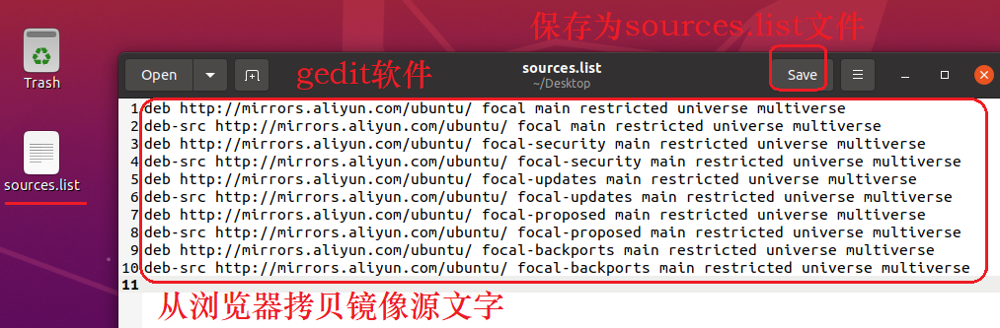 保存为sources.list文件
Trash
Open
gedit软件
sources.list
~/Desktop
Save
1 deb http://mirrors.aliyun.com/ubuntu/ focal main restricted universe multiverse
2 deb-src http://mirrors.aliyun.com/ubuntu/ focal main restricted universe multiverse
3 deb http://mirrors.aliyun.com/ubuntu/ focal-security main restricted universe multiverse
4 deb-src http://mirrors.aliyun.com/ubuntu/ focal-security main restricted universe multiverse
5 deb http://mirrors.aliyun.com/ubuntu/ focal-updates main restricted universe multiverse
6 deb-src http://mirrors.aliyun.com/ubuntu/ focal-updates main restricted universe multiverse
7 deb http://mirrors.aliyun.com/ubuntu/ focal-proposed main restricted universe multiverse
8 deb-src http://mirrors.aliyun.com/ubuntu/ focal-proposed main restricted universe multiverse
9 deb http://mirrors.aliyun.com/ubuntu/ focal-backports main restricted universe multiverse
10 deb-src http://mirrors.aliyun.com/ubuntu/ focal-backports main restricted universe multiverse
11
sources.list
从浏览器拷贝镜像源文字